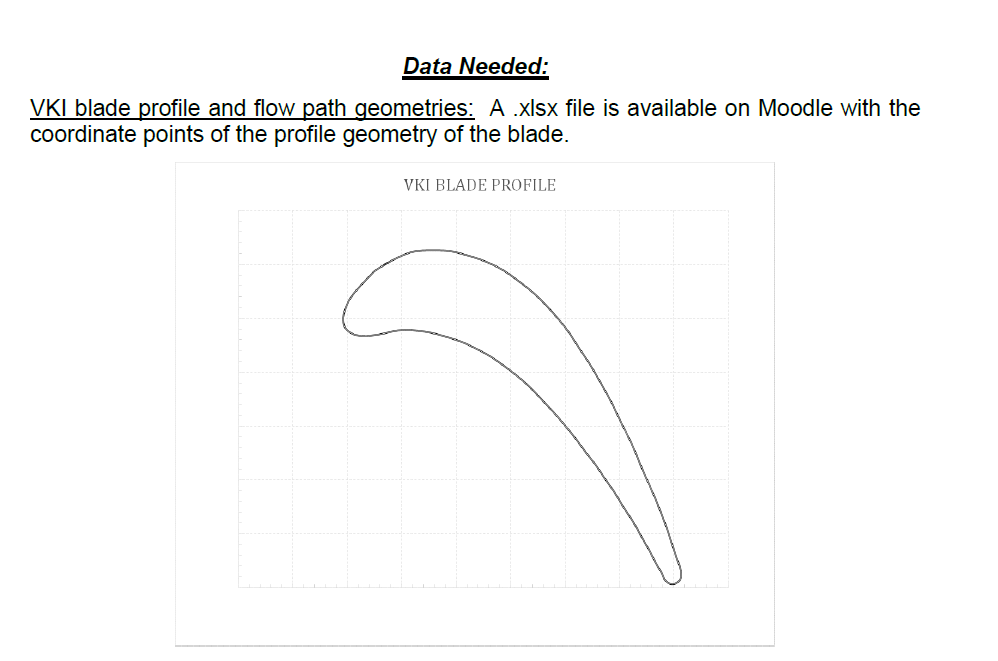 Data Needed:
VKI blade profile and flow path geometries: A .xlsx file is available on Moodle with the
coordinate points of the profile geometry of the blade.
VKI BLADE PROFILE